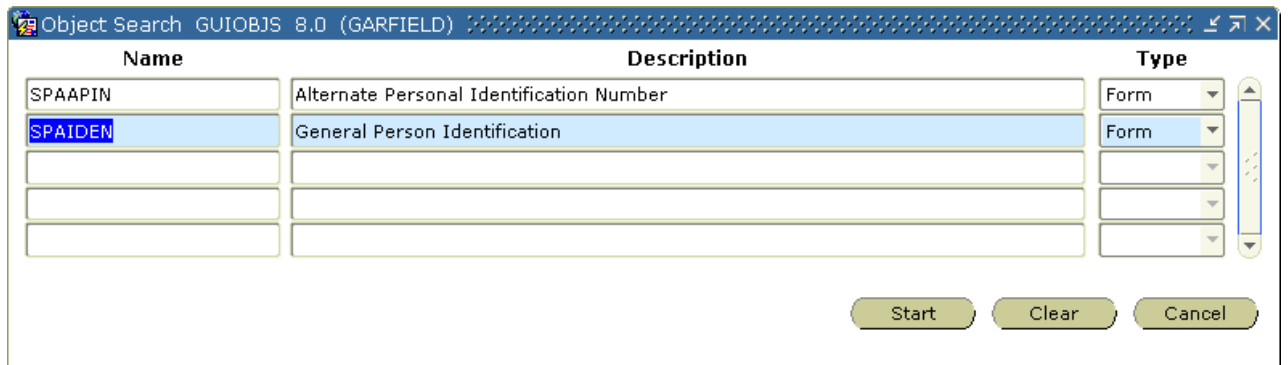 Object Search GUIOBJS 8.0 (GARFIELD)
Name Description Type
SPAAPIN Alternate Personal Identification Number Form
SPAIDEN General Person Identification Form
Start Clear Cancel